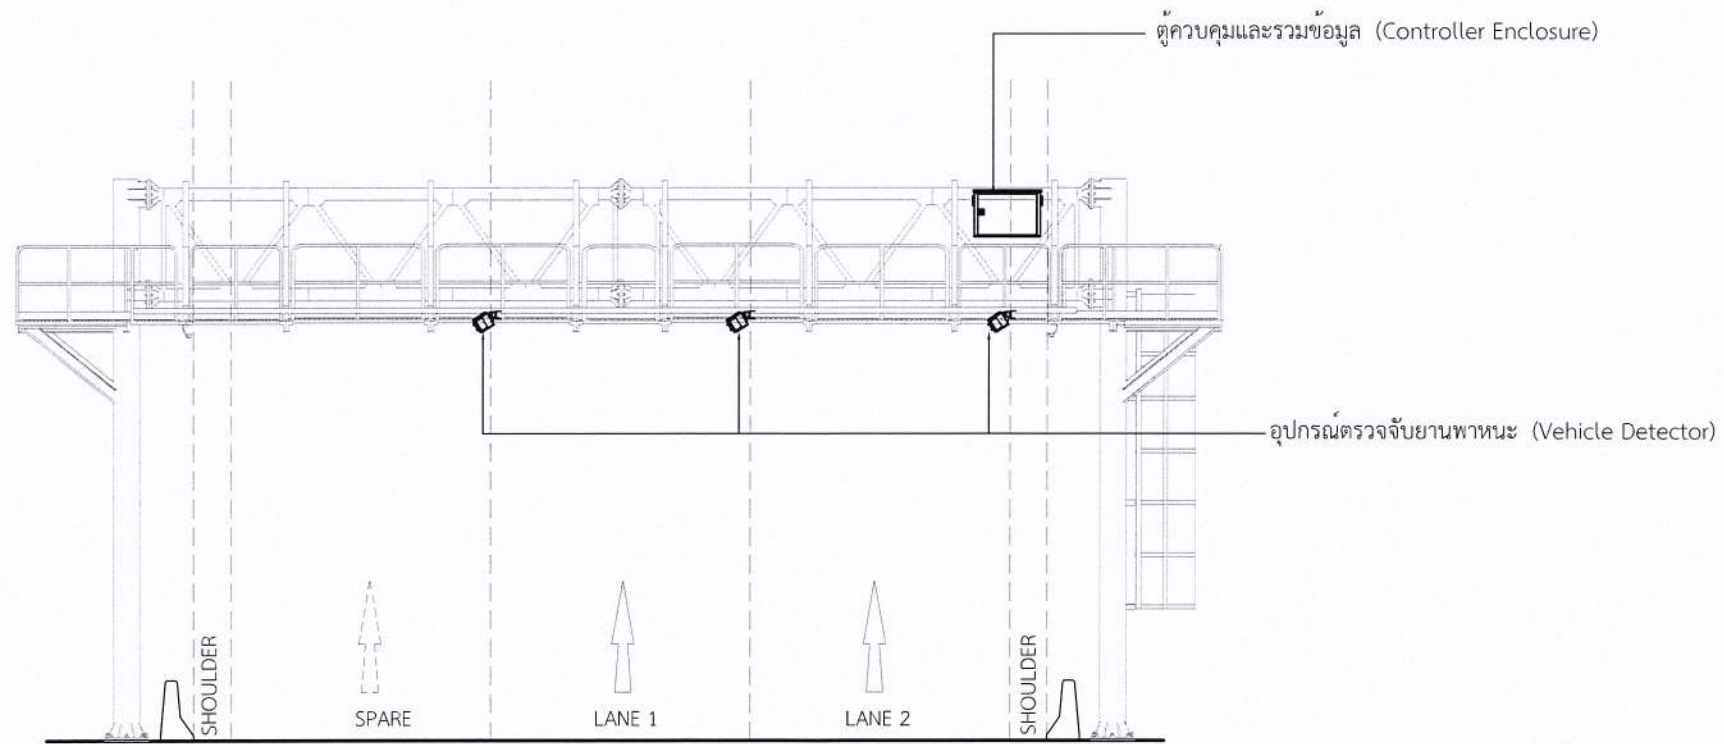 ตู้ควบคุมและรวมข้อมูล (Controller Enclosure)
อุปกรณ์ตรวจจับยานพาหนะ (Vehicle Detector)
SHOULDER
SPARE
LANE 1
LANE 2
SHOULDER